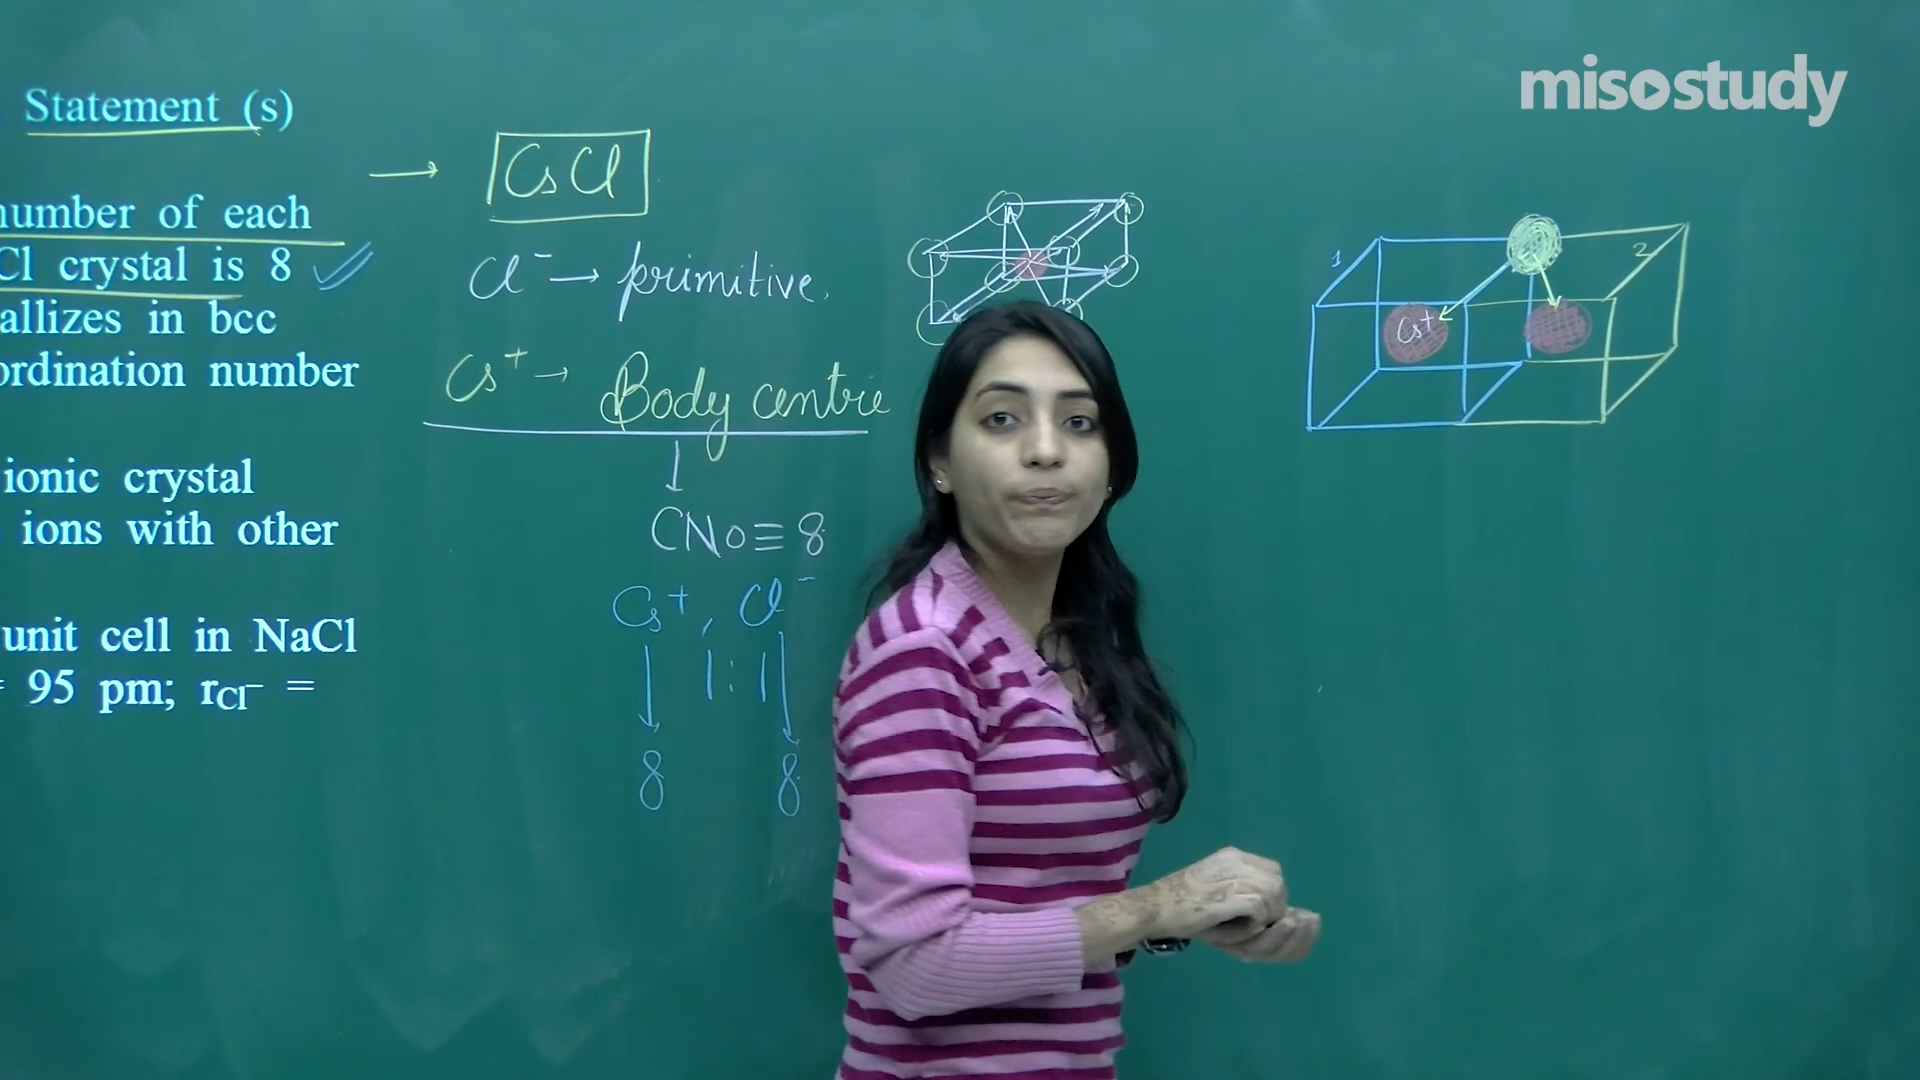 misostudy
Statement (s)
number of each
Cl crystal is 8
allizes in bcc
ordination number
ionic crystal
ions with other
unit cell in NaCl
= 95 pm; rCl⁻ =
→ CsCl
Cl⁻ → primitive.
Cs⁺ → Body centre
↓
CNo ≡ 8
Cs⁺, Cl⁻
↓ 1:1 ↓
8 8
1 2
Cs⁺